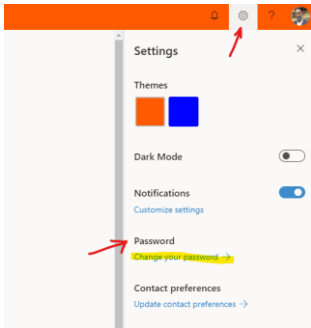 ?
Settings
Themes
Dark Mode
Notifications
Customize settings
Password
Change your password →
Contact preferences
Update contact preferences →